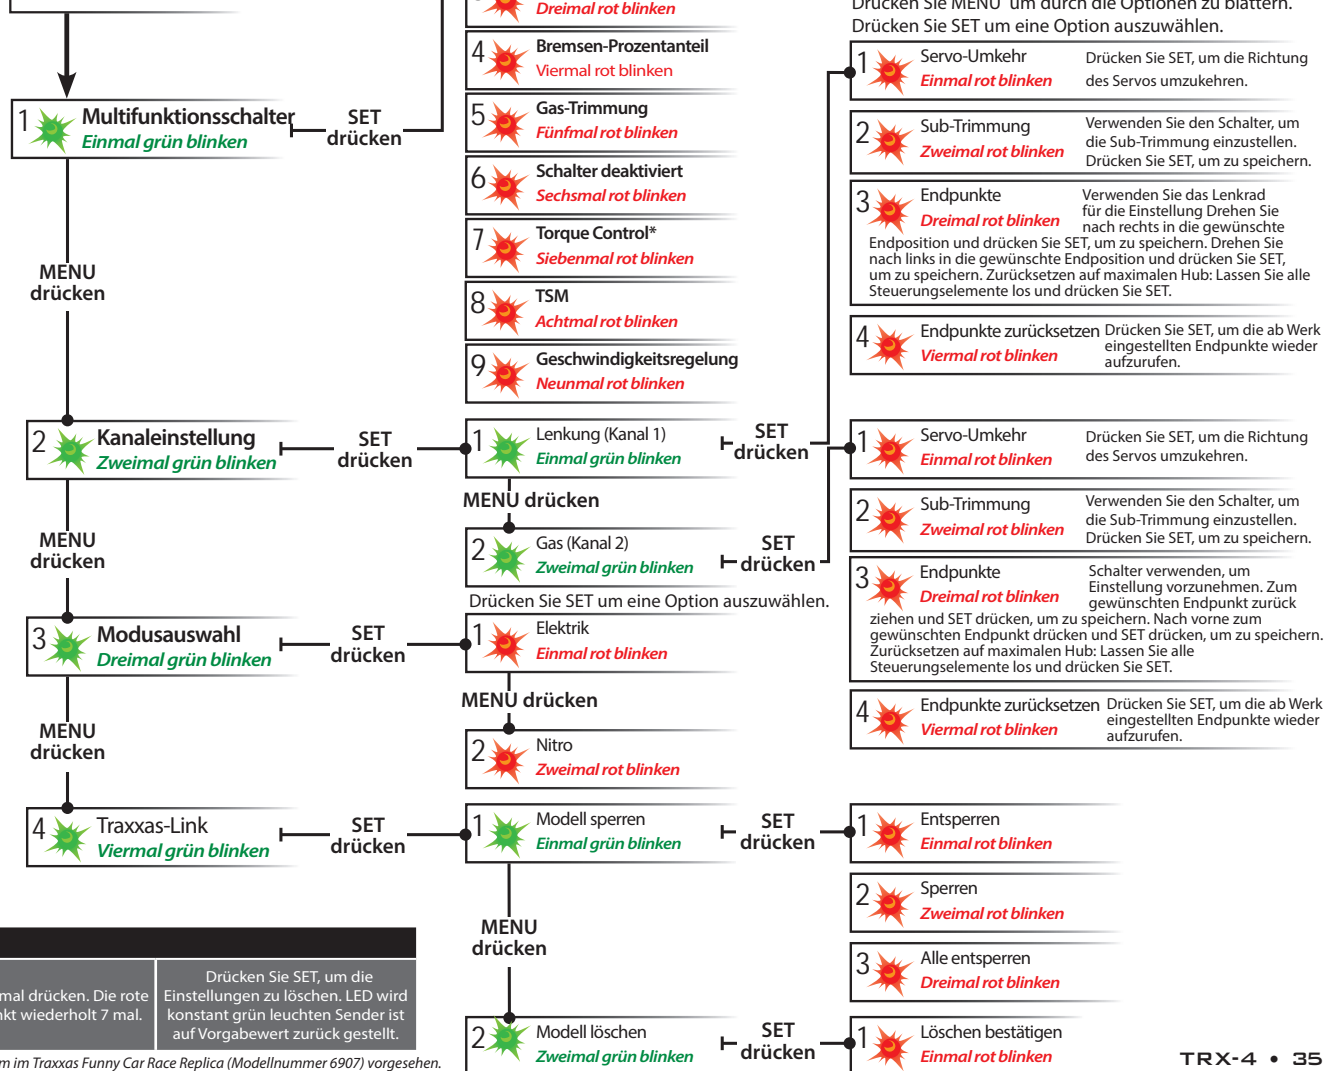 Dreimal rot blinken
4
Bremsen-Prozentanteil
Viermal rot blinken
5
Gas-Trimmung
Fünfmal rot blinken
6
Schalter deaktiviert
Sechsmal rot blinken
7
Torque Control*
Siebenmal rot blinken
8
TSM
Achtmal rot blinken
9
Geschwindigkeitsregelung
Neunmal rot blinken
1
Multifunktionsschalter
Einmal grün blinken
SET
drücken
MENU
drücken
2
Kanaleinstellung
Zweimal grün blinken
SET
drücken
1
Lenkung (Kanal 1)
Einmal grün blinken
SET
drücken
MENU drücken
2
Gas (Kanal 2)
Zweimal grün blinken
SET
drücken
Drücken Sie MENU um durch die Optionen zu blättern.
Drücken Sie SET um eine Option auszuwählen.
1
Servo-Umkehr
Einmal rot blinken
Drücken Sie SET, um die Richtung
des Servos umzukehren.
2
Sub-Trimmung
Zweimal rot blinken
Verwenden Sie den Schalter, um
die Sub-Trimmung einzustellen.
Drücken Sie SET, um zu speichern.
3
Endpunkte
Dreimal rot blinken
Verwenden Sie das Lenkrad
für die Einstellung Drehen Sie
nach rechts in die gewünschte
Endposition und drücken Sie SET, um zu speichern. Drehen Sie
nach links in die gewünschte Endposition und drücken Sie SET,
um zu speichern. Zurücksetzen auf maximalen Hub: Lassen Sie alle
Steuerungselemente los und drücken Sie SET.
4
Endpunkte zurücksetzen
Viermal rot blinken
Drücken Sie SET, um die ab Werk
eingestellten Endpunkte wieder
aufzurufen.
1
Servo-Umkehr
Einmal rot blinken
Drücken Sie SET, um die Richtung
des Servos umzukehren.
2
Sub-Trimmung
Zweimal rot blinken
Verwenden Sie den Schalter, um
die Sub-Trimmung einzustellen.
Drücken Sie SET, um zu speichern.
3
Endpunkte
Dreimal rot blinken
Schalter verwenden, um
Einstellung vorzunehmen. Zum
gewünschten Endpunkt zurück
ziehen und SET drücken, um zu speichern. Nach vorne zum
gewünschten Endpunkt drücken und SET drücken, um zu speichern.
Zurücksetzen auf maximalen Hub: Lassen Sie alle
Steuerungselemente los und drücken Sie SET.
4
Endpunkte zurücksetzen
Viermal rot blinken
Drücken Sie SET, um die ab Werk
eingestellten Endpunkte wieder
aufzurufen.
MENU
drücken
3
Modusauswahl
Dreimal grün blinken
SET
drücken
Drücken Sie SET um eine Option auszuwählen.
1
Elektrik
Einmal rot blinken
MENU drücken
2
Nitro
Zweimal rot blinken
MENU
drücken
4
Traxxas-Link
Viermal grün blinken
SET
drücken
1
Modell sperren
Einmal grün blinken
SET
drücken
1
Entsperren
Einmal rot blinken
2
Sperren
Zweimal rot blinken
3
Alle entsperren
Dreimal rot blinken
MENU
drücken
2
Modell löschen
Zweimal grün blinken
SET
drücken
1
Löschen bestätigen
Einmal rot blinken
mal drücken. Die rote
nkt wiederholt 7 mal.
Drücken Sie SET, um die
Einstellungen zu löschen. LED wird
konstant grün leuchten Sender ist
auf Vorgabewert zurück gestellt.
m im Traxxas Funny Car Race Replica (Modellnummer 6907) vorgesehen.
TRX-4 • 35